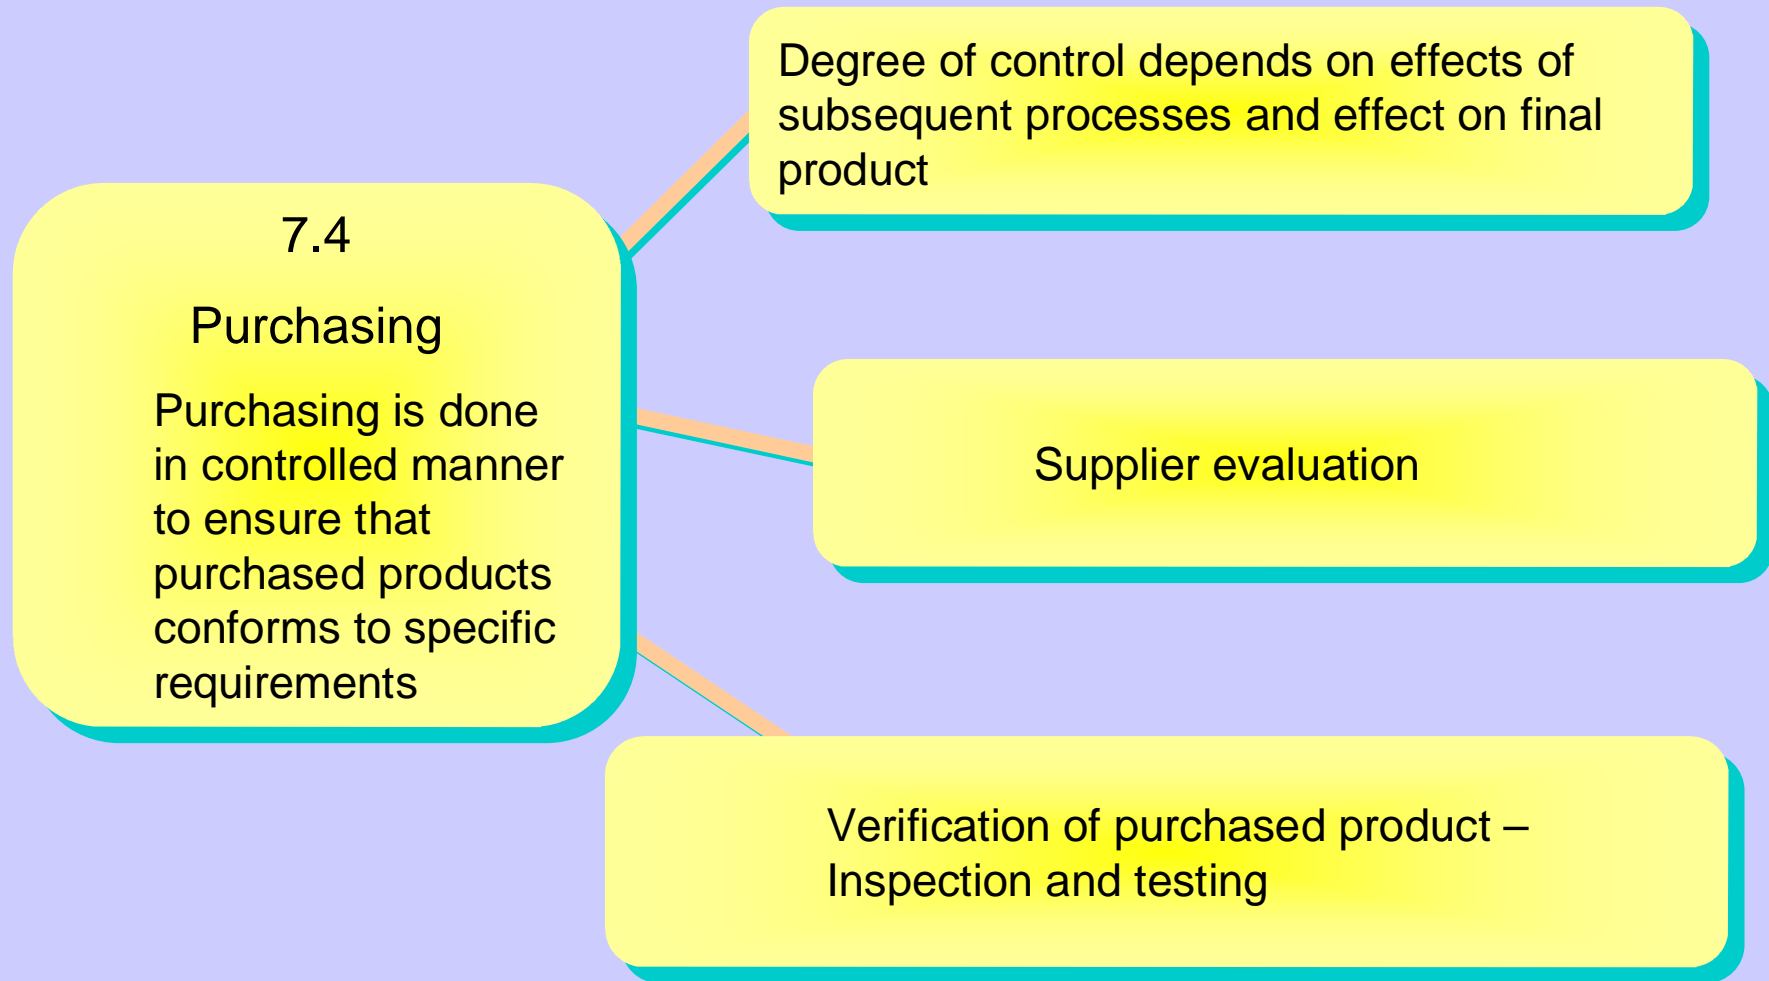 7.4
Purchasing
Purchasing is done
in controlled manner
to ensure that
purchased products
conforms to specific
requirements
Degree of control depends on effects of
subsequent processes and effect on final
product
Supplier evaluation
Verification of purchased product –
Inspection and testing